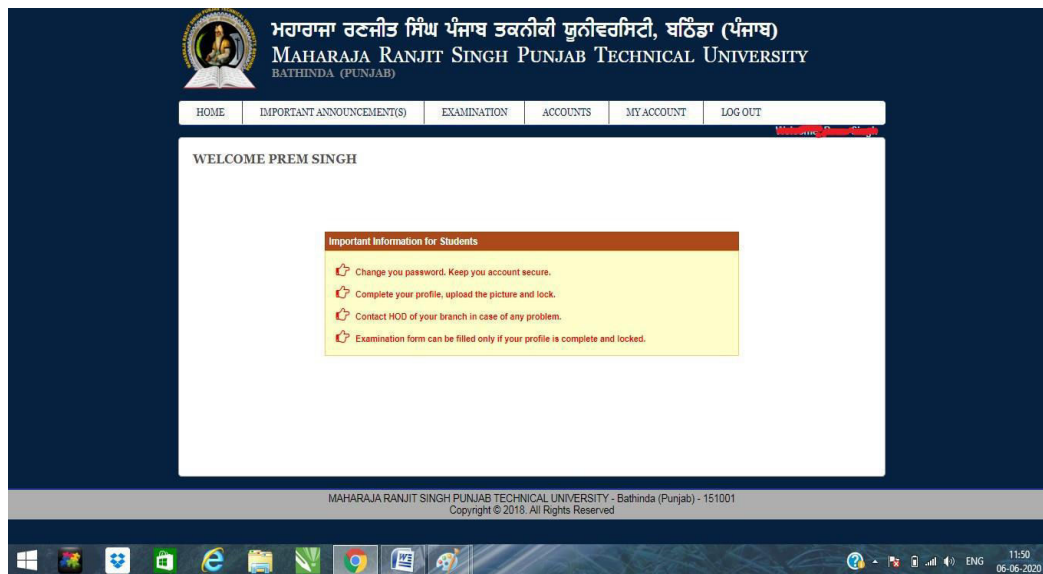 ਮਹਾਰਾਜਾ ਰਣਜੀਤ ਸਿੰਘ ਪੰਜਾਬ ਤਕਨੀਕੀ ਯੂਨੀਵਰਸਿਟੀ, ਬਠਿੰਡਾ (ਪੰਜਾਬ)
MAHARAJA RANJIT SINGH PUNJAB TECHNICAL UNIVERSITY
BATHINDA (PUNJAB)
HOME IMPORTANT ANNOUNCEMENT(S) EXAMINATION ACCOUNTS MY ACCOUNT LOG OUT
WELCOME PREM SINGH
Important Information for Students
Change you password. Keep you account secure.
Complete your profile, upload the picture and lock.
Contact HOD of your branch in case of any problem.
Examination form can be filled only if your profile is complete and locked.
MAHARAJA RANJIT SINGH PUNJAB TECHNICAL UNIVERSITY - Bathinda (Punjab) - 151001
Copyright © 2018. All Rights Reserved
ENG 11:50
06-06-2020